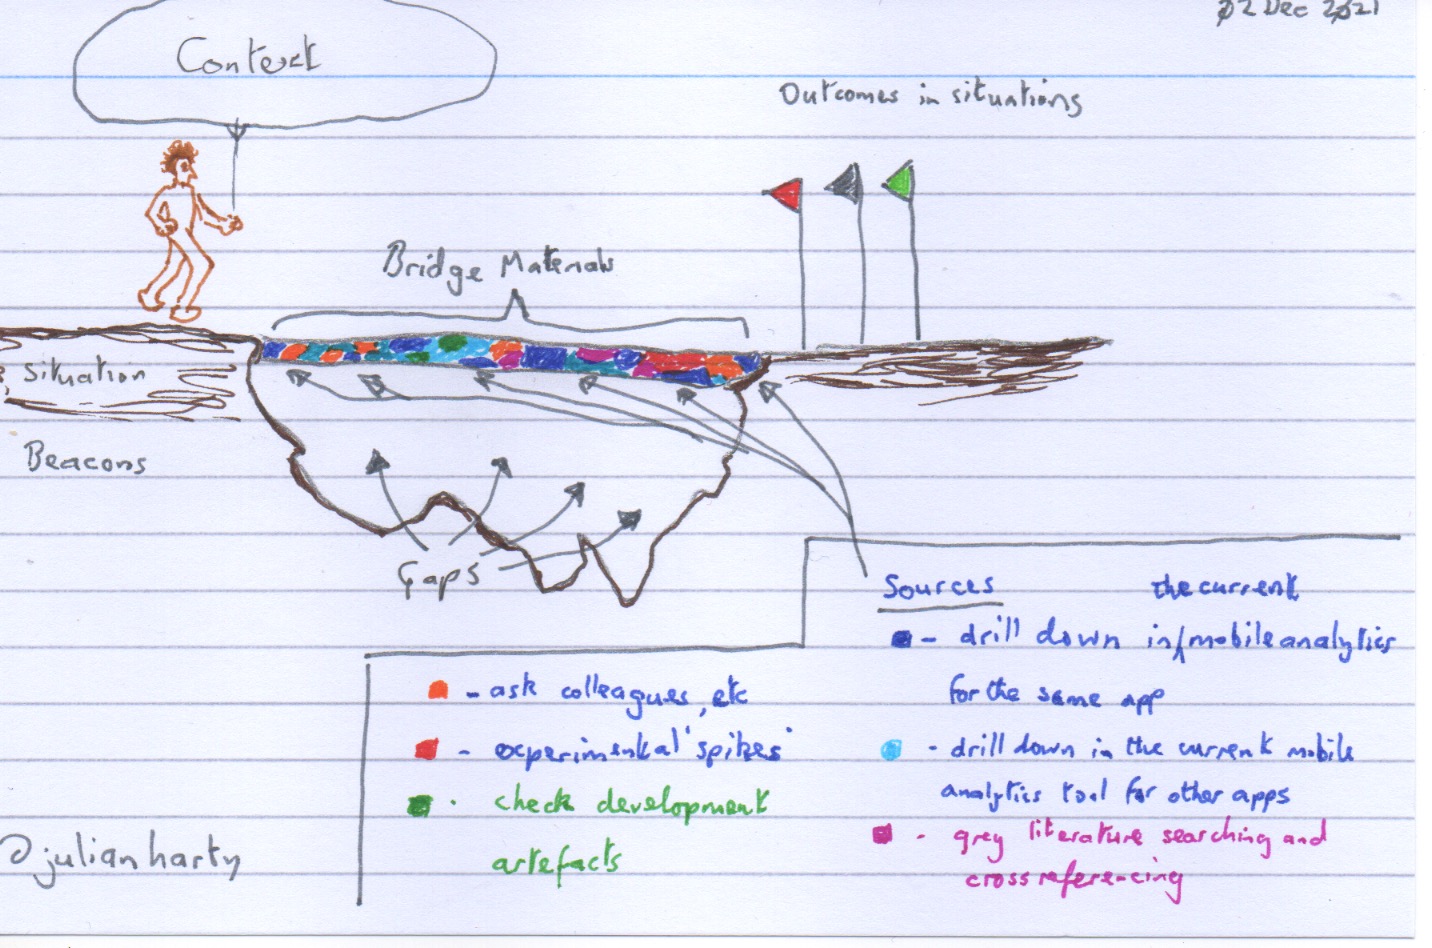 02 Dec 2021
Context
Outcomes in situations
Bridge Materials
situation
Beacons
Gaps
Sources
the current
- drill down in mobile analytics
for the same app
- drill down in the current mobile
analytics tool for other apps
- grey literature searching and
cross referencing
- ask colleagues, etc
- experimental 'spikes'
- check development
artefacts
@julianharty